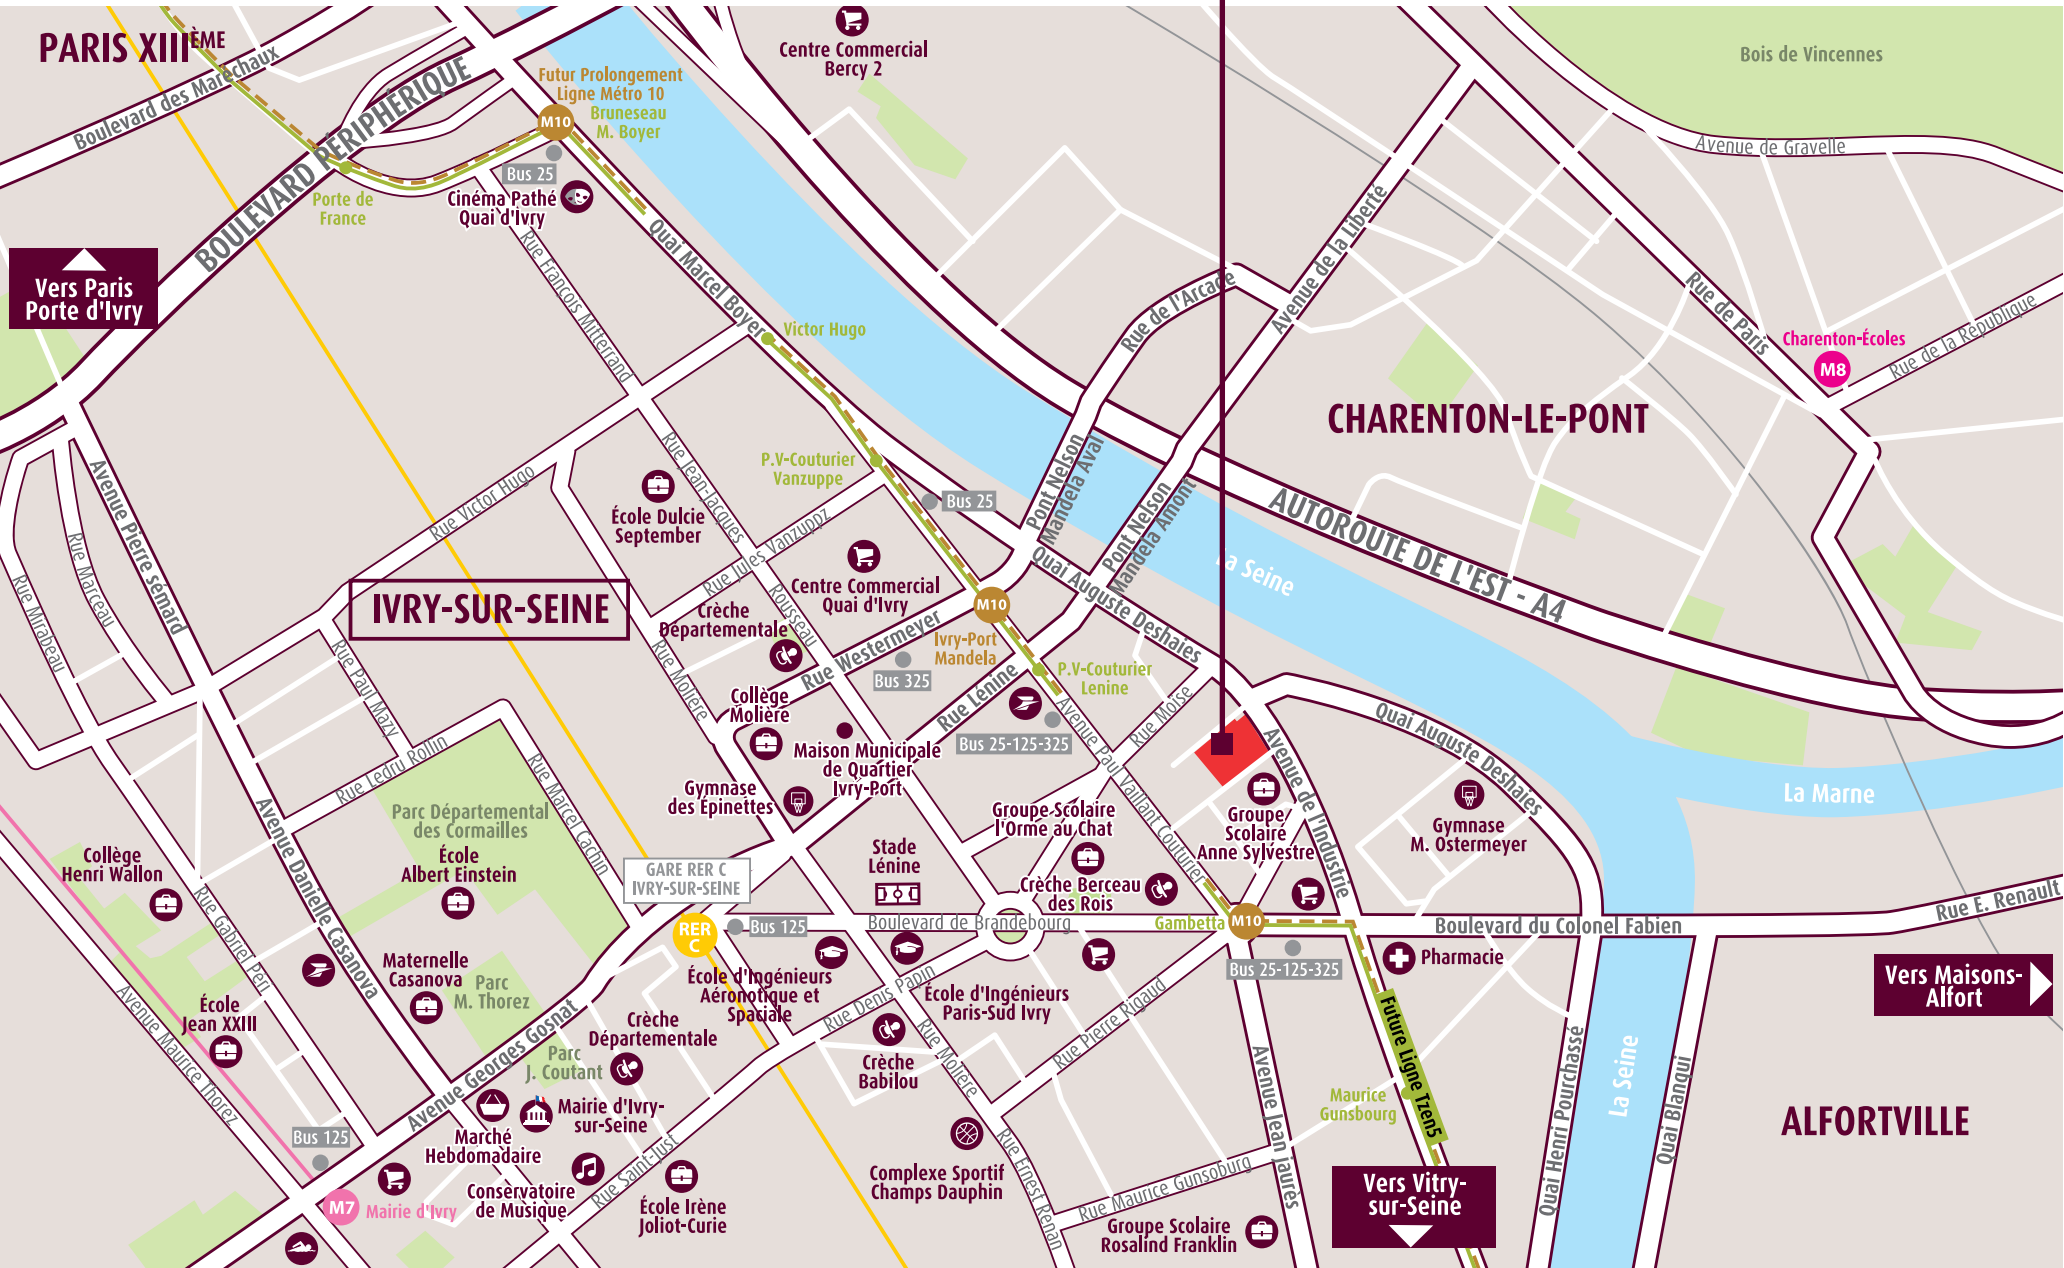 PARIS XIIIÈME
Boulevard des Maréchaux
BOULEVARD PÉRIPHÉRIQUE
Futur Prolongement
Ligne Métro 10
Bruneseau
M. Boyer
M10
Bus 25
Cinéma Pathé
Quai d'Ivry
Porte de
France
Centre Commercial
Bercy 2
Bois de Vincennes
Avenue de Gravelle
Vers Paris
Porte d'Ivry
Rue François Mitterrand
Quai Marcel Boyer
Victor Hugo
Rue de l'Arcade
Avenue de la Liberté
Rue de Paris
Charenton-Écoles
M8
Rue de la République
CHARENTON-LE-PONT
Avenue Pierre sémard
Rue Victor Hugo
Rue Jean-Jacques
Rousseau
P.V-Couturier
Vanzuppe
Bus 25
Pont Nelson
Mandela Aval
Pont Nelson
Mandela Amont
AUTOROUTE DE L'EST - A4
La Seine
École Dulcie
September
Rue Jules Vanzuppz
Centre Commercial
Quai d'Ivry
Quai Auguste Deshaies
Rue Marceau
Rue Mirabeau
IVRY-SUR-SEINE
Crèche
Départementale
M10
Ivry-Port
Mandela
Rue Westermeyer
Bus 325
Rue Lénine
P.V-Couturier
Lenine
Rue Paul Mazy
Rue Molière
Collège
Molière
Maison Municipale
de Quartier
Ivry-Port
Bus 25-125-325
Avenue Paul Vaillant Couturier
Rue Moïse
Quai Auguste Deshaies
Avenue de l'Industrie
La Marne
Rue Ledru Rollin
Rue Marcel Cachin
Gymnase
des Épinettes
Parc Départemental
des Cormailles
École
Albert Einstein
Groupe Scolaire
l'Orme au Chat
Groupe
Scolaire
Anne Sylvestre
Gymnase
M. Ostermeyer
Collège
Henri Wallon
Avenue Danielle Casanova
Stade
Lénine
GARE RER C
IVRY-SUR-SEINE
Crèche Berceau
des Rois
RER
C
Bus 125
Boulevard de Brandebourg
Gambetta
M10
Boulevard du Colonel Fabien
Rue E. Renault
Bus 25-125-325
Pharmacie
Vers Maisons-
Alfort
Rue Gabriel Peri
Maternelle
Casanova
Parc
M. Thorez
École d'Ingénieurs
Aéronotique et
Spaciale
Rue Denis Papin
École d'Ingénieurs
Paris-Sud Ivry
École
Jean XXIII
Avenue Maurice Thorez
Avenue Georges Gosnat
Crèche
Départementale
Parc
J. Coutant
Crèche
Babilou
Rue Molière
Rue Pierre Rigaud
Avenue Jean Jaurès
Future Ligne Tzen5
Maurice
Gunsbourg
Quai Henri Pourchasse
La Seine
Quai Blanqui
ALFORTVILLE
Bus 125
Marché
Hebdomadaire
Mairie d'Ivry-
sur-Seine
Rue Saint-Just
Complexe Sportif
Champs Dauphin
Rue Ernest Renan
Rue Maurice Gunsoburg
M7
Mairie d'Ivry
Conservatoire
de Musique
École Irène
Joliot-Curie
Groupe Scolaire
Rosalind Franklin
Vers Vitry-
sur-Seine